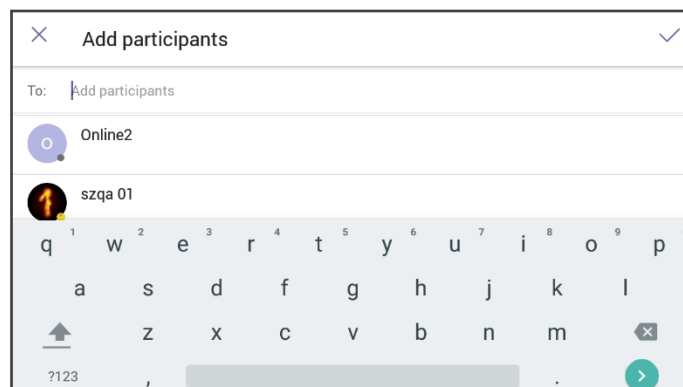 Add participants
To: Add participants
O Online2
szqa 01
q 1 w 2 e 3 r 4 t 5 y 6 u 7 i 8 o 9 p
a s d f g h j k l
z x c v b n m
?123 , .